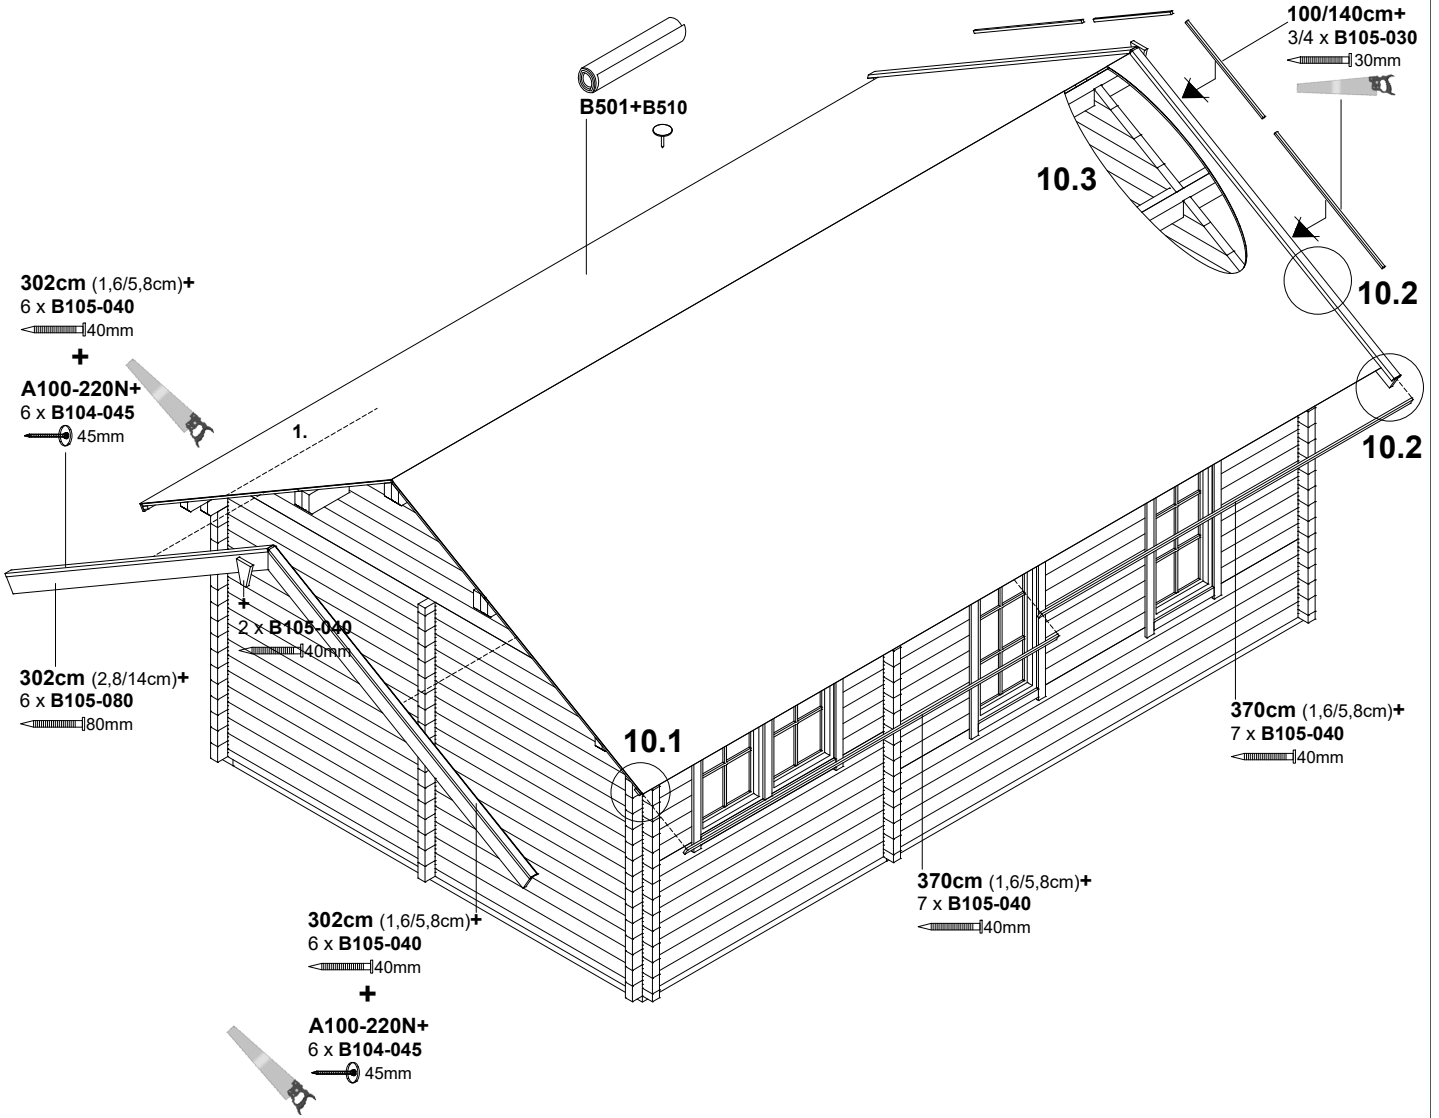 100/140cm+
3/4 x B105-030
30mm
B501+B510
10.3
302cm (1,6/5,8cm)+
6 x B105-040
40mm
+
A100-220N+
6 x B104-045
45mm
10.2
1.
10.2
+
2 x B105-040
40mm
302cm (2,8/14cm)+
6 x B105-080
80mm
10.1
370cm (1,6/5,8cm)+
7 x B105-040
40mm
370cm (1,6/5,8cm)+
7 x B105-040
40mm
302cm (1,6/5,8cm)+
6 x B105-040
40mm
+
A100-220N+
6 x B104-045
45mm